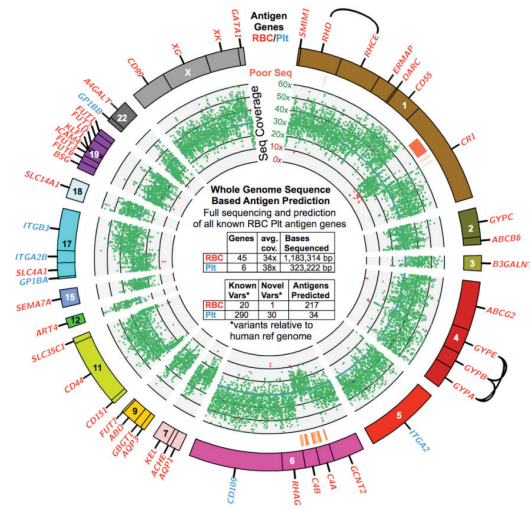 Antigen
Genes
RBC/Plt
Poor Seq
Seq Coverage
60x
50x
40x
30x
20x
10x
0x
Whole Genome Sequence
Based Antigen Prediction
Full sequencing and prediction
of all known RBC Plt antigen genes
Genes avg. cov. Bases Sequenced
RBC 45 34x 1,183,314 bp
Plt 6 38x 323,222 bp
Known Vars* Novel Vars* Antigens Predicted
RBC 20 1 217
Plt 290 30 34
*variants relative to
human ref genome
SMIM1
RHD
RHCE
ERMAP
DARC
CD55
CR1
1
GYPC
ABCB6
2
B3GALNT
3
ABCG2
GYPE
GYPB
GYPA
4
ITGA2
5
GCNT2
C4A
C4B
RHAG
CD109
6
AQP1
ACHE
KEL
7
AQP3
GBGT1
ABO
FUT7
9
CD151
CD44
SLC35C1
11
ART4
12
SEMA7A
15
GP1BA
SLC4A1
ITGA2B
ITGB3
17
SLC14A1
18
BSG
FUT6
ICAM4
KLF1
19
GP1BB
A4GALT
22
CD99
XG
XK
GATA1
X